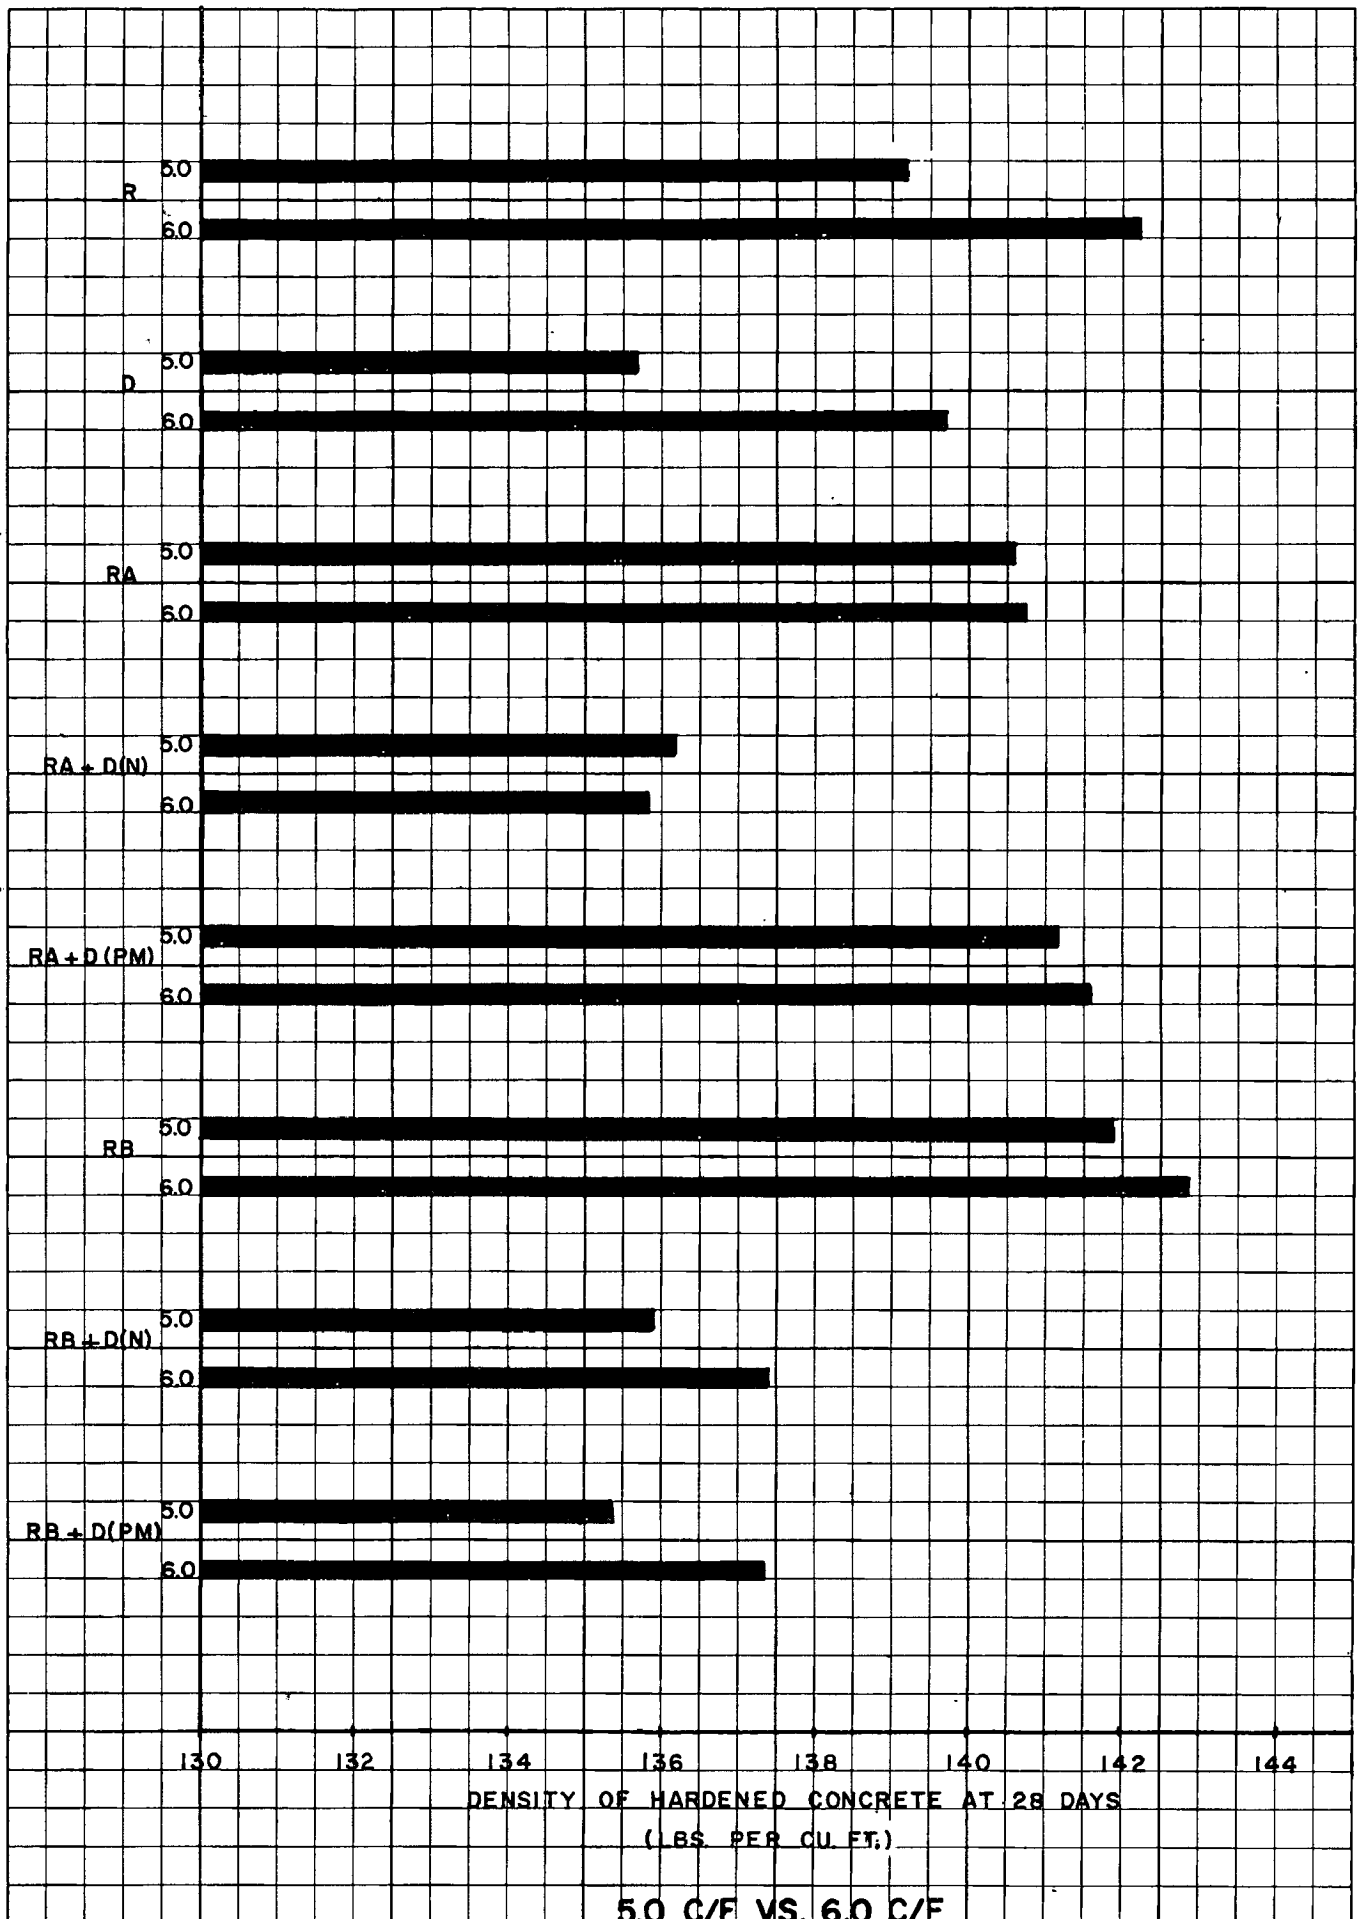 5.0
R
6.0
5.0
D
6.0
5.0
RA
6.0
5.0
RA + D(N)
6.0
5.0
RA + D (PM)
6.0
5.0
RB
6.0
5.0
RB + D(N)
6.0
5.0
RB + D(PM)
6.0
130 132 134 136 138 140 142 144
DENSITY OF HARDENED CONCRETE AT 28 DAYS
(LBS. PER CU. FT.)
5.0 C/F VS. 6.0 C/F